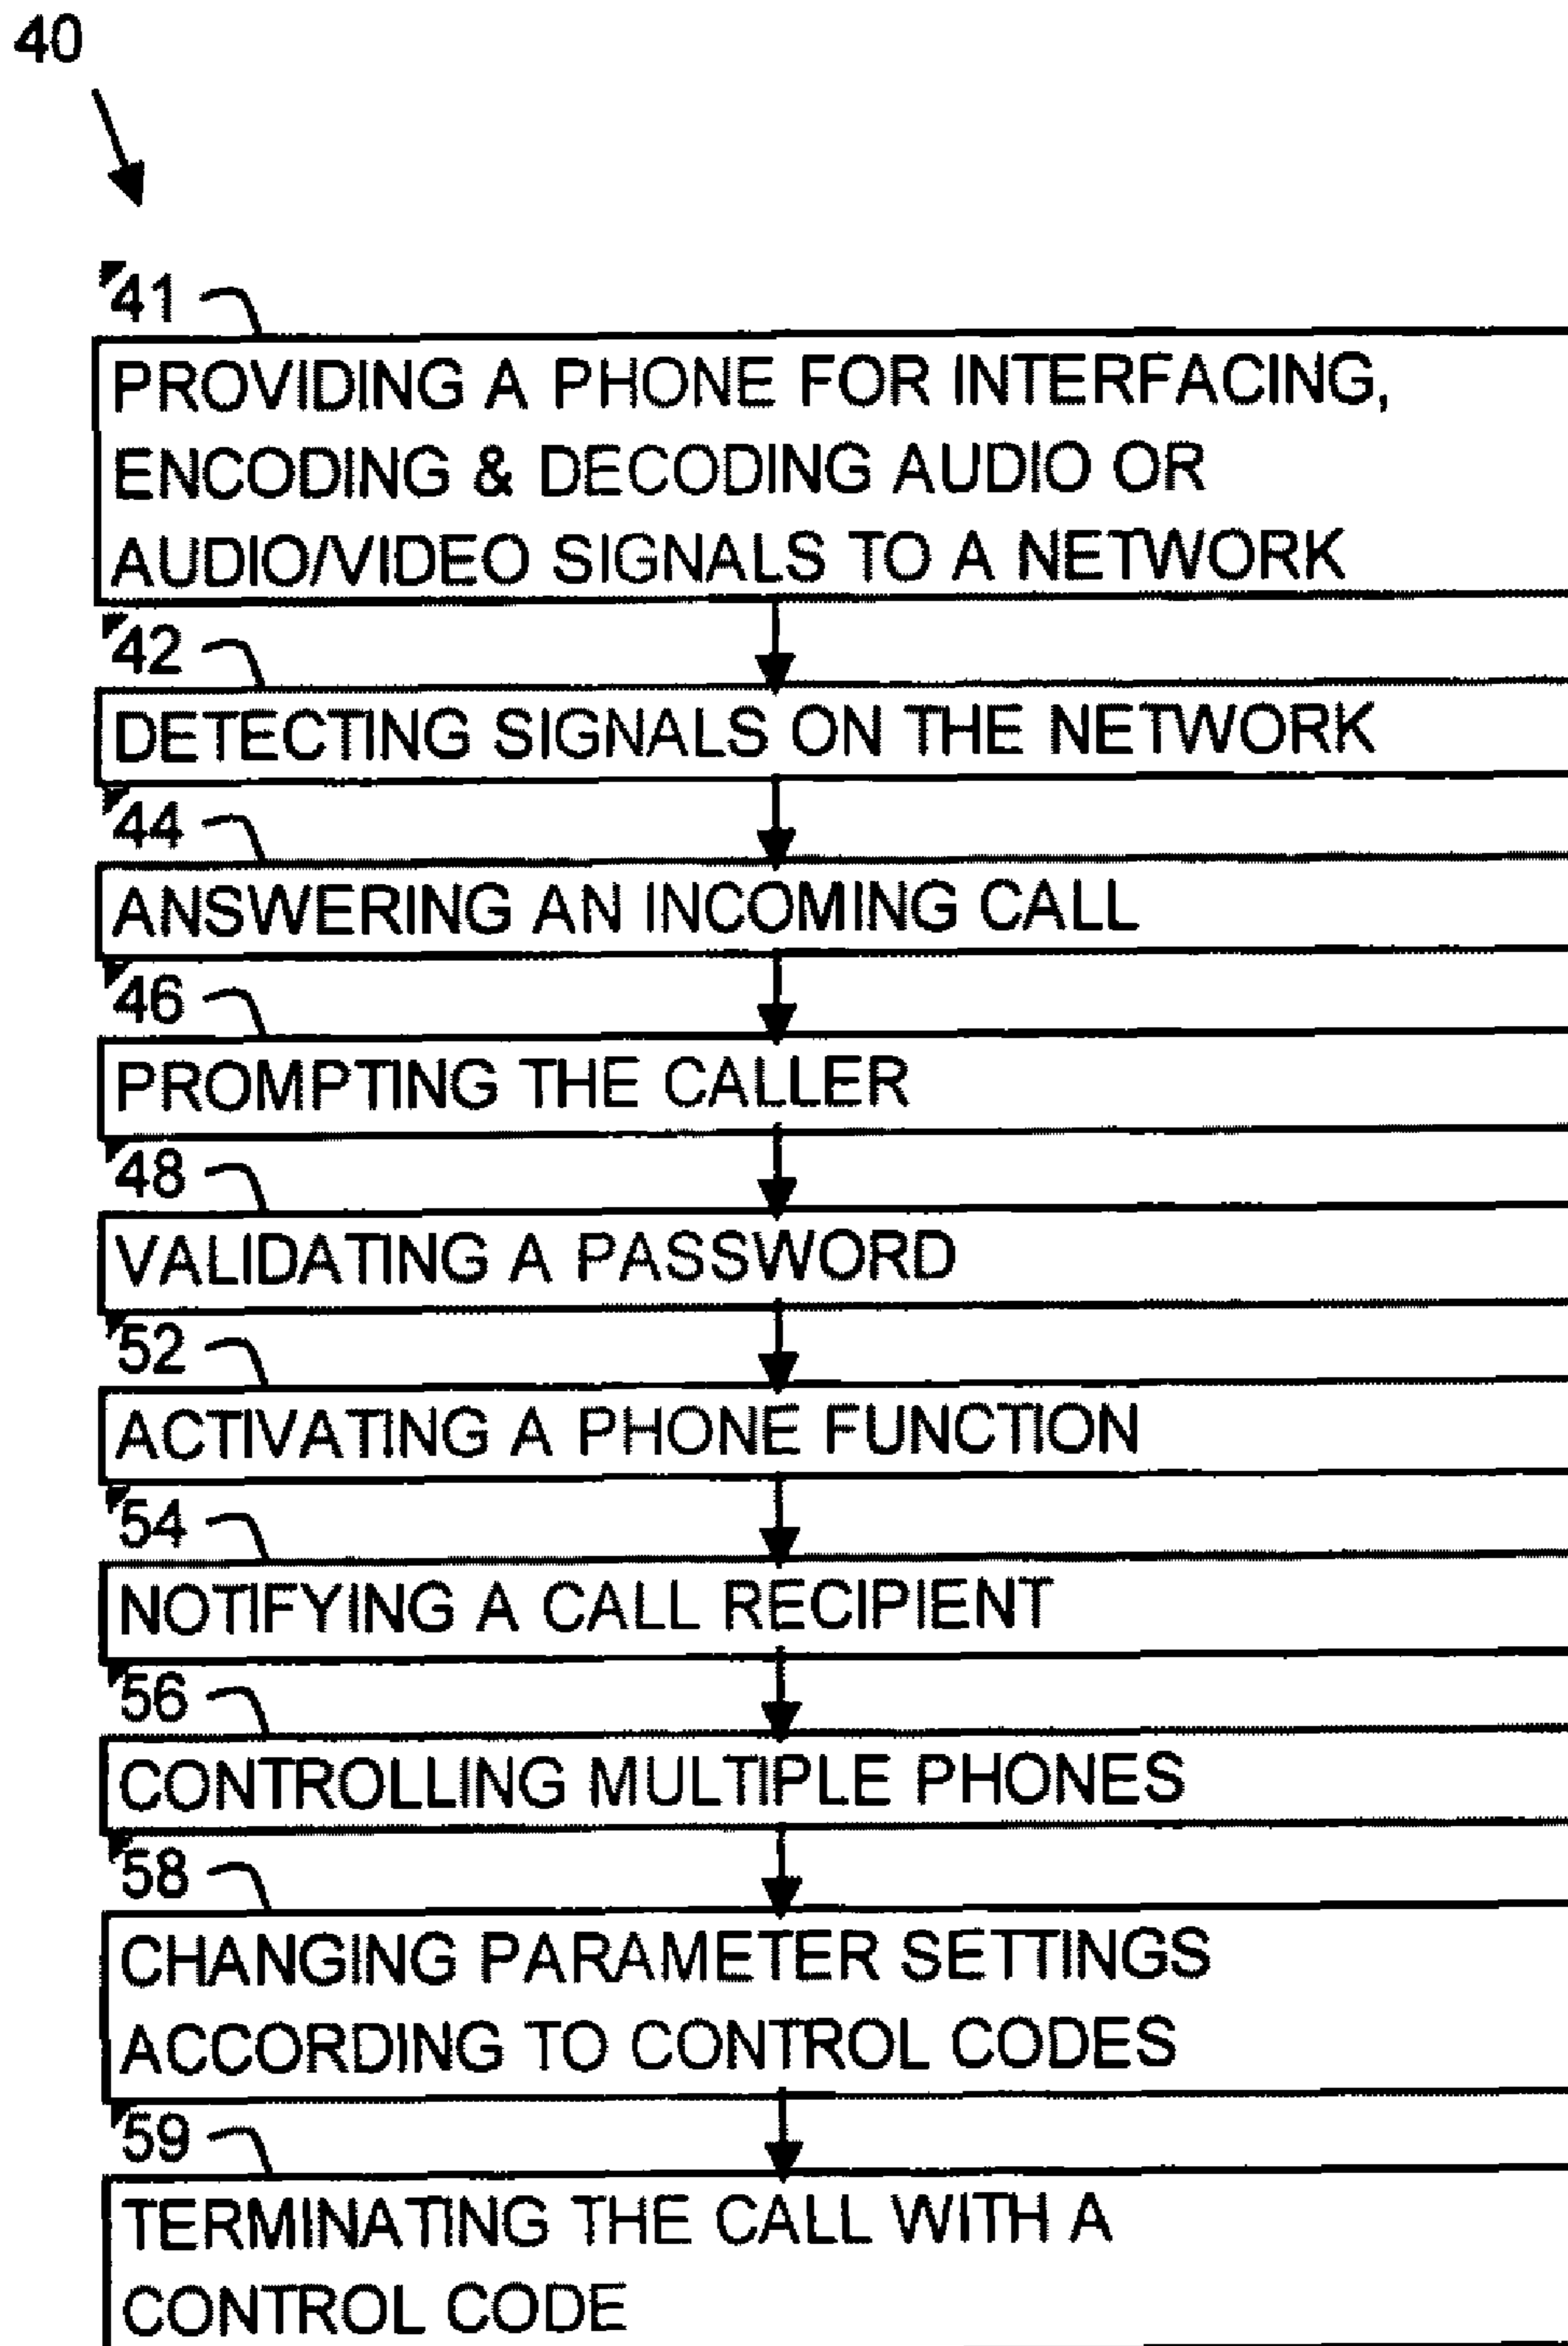 40
41
PROVIDING A PHONE FOR INTERFACING,
ENCODING & DECODING AUDIO OR
AUDIO/VIDEO SIGNALS TO A NETWORK
42
DETECTING SIGNALS ON THE NETWORK
44
ANSWERING AN INCOMING CALL
46
PROMPTING THE CALLER
48
VALIDATING A PASSWORD
52
ACTIVATING A PHONE FUNCTION
54
NOTIFYING A CALL RECIPIENT
56
CONTROLLING MULTIPLE PHONES
58
CHANGING PARAMETER SETTINGS
ACCORDING TO CONTROL CODES
59
TERMINATING THE CALL WITH A
CONTROL CODE